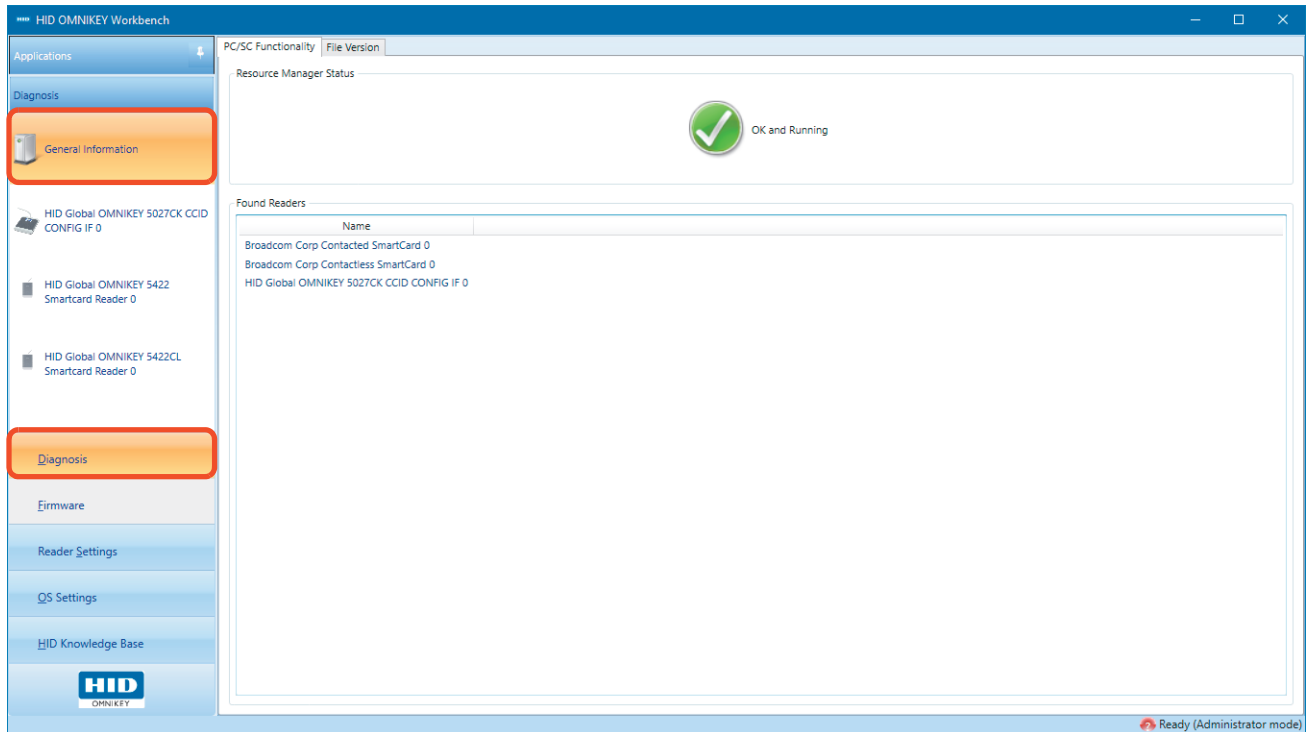 HID OMNIKEY Workbench
Applications
Diagnosis
General Information
HID Global OMNIKEY 5027CK CCID
CONFIG IF 0
HID Global OMNIKEY 5422
Smartcard Reader 0
HID Global OMNIKEY 5422CL
Smartcard Reader 0
Diagnosis
Firmware
Reader Settings
OS Settings
HID Knowledge Base
HID
OMNIKEY
PC/SC Functionality
File Version
Resource Manager Status
OK and Running
Found Readers
Name
Broadcom Corp Contacted SmartCard 0
Broadcom Corp Contactless SmartCard 0
HID Global OMNIKEY 5027CK CCID CONFIG IF 0
Ready (Administrator mode)